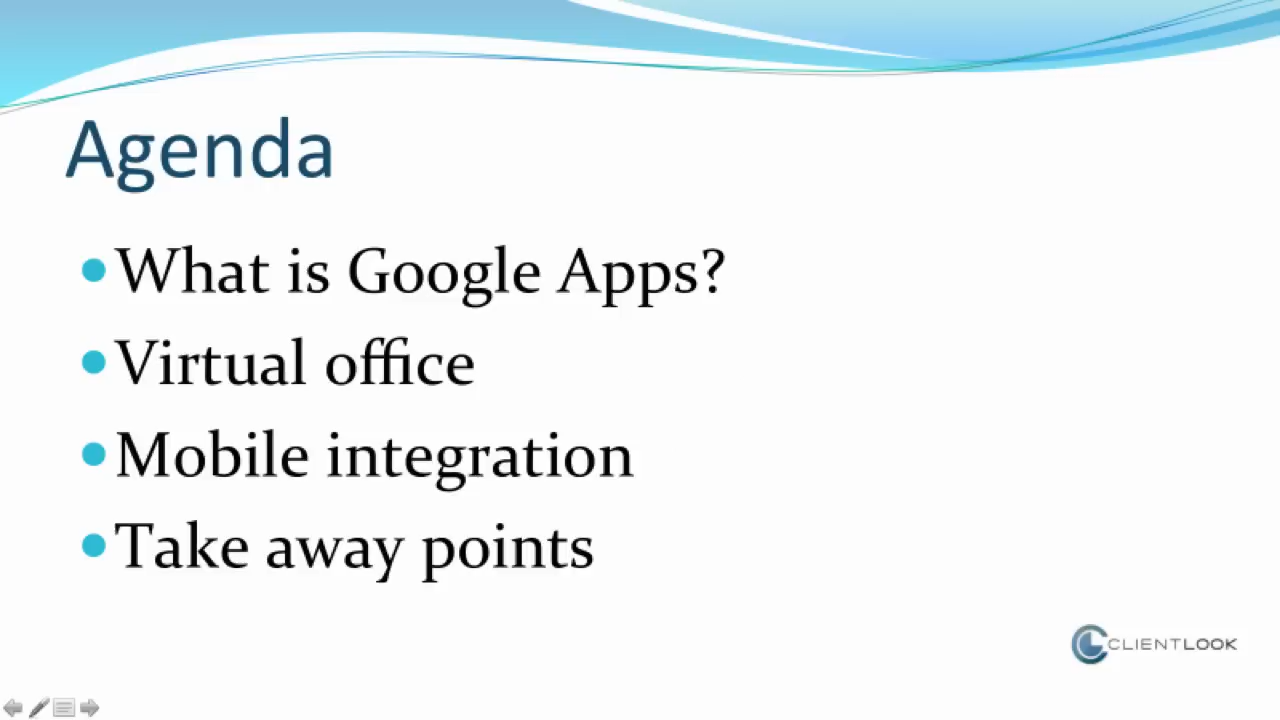 Agenda
What is Google Apps?
Virtual office
Mobile integration
Take away points
CLIENTLOOK